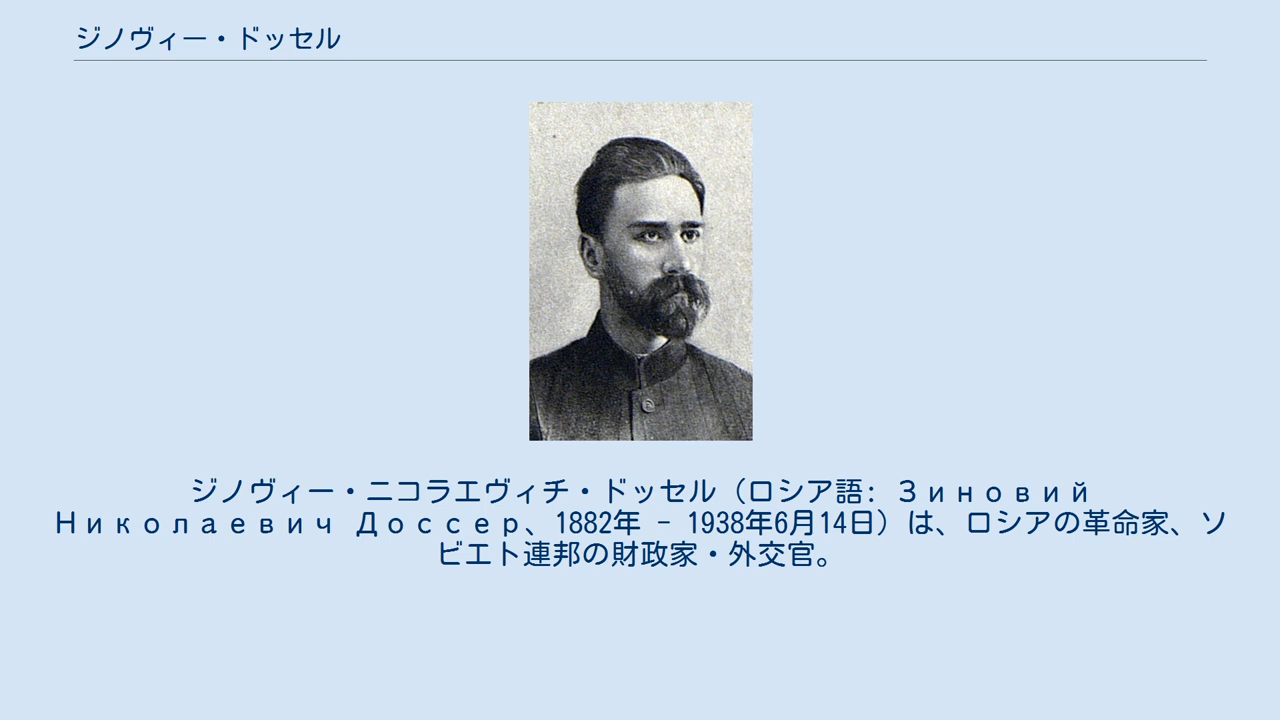 ジノヴィー・ドッセル
ジノヴィー・ニコラエヴィチ・ドッセル（ロシア語: Зиновий
Николаевич Доссер、1882年 - 1938年6月14日）は、ロシアの革命家、ソ
ビエト連邦の財政家・外交官。